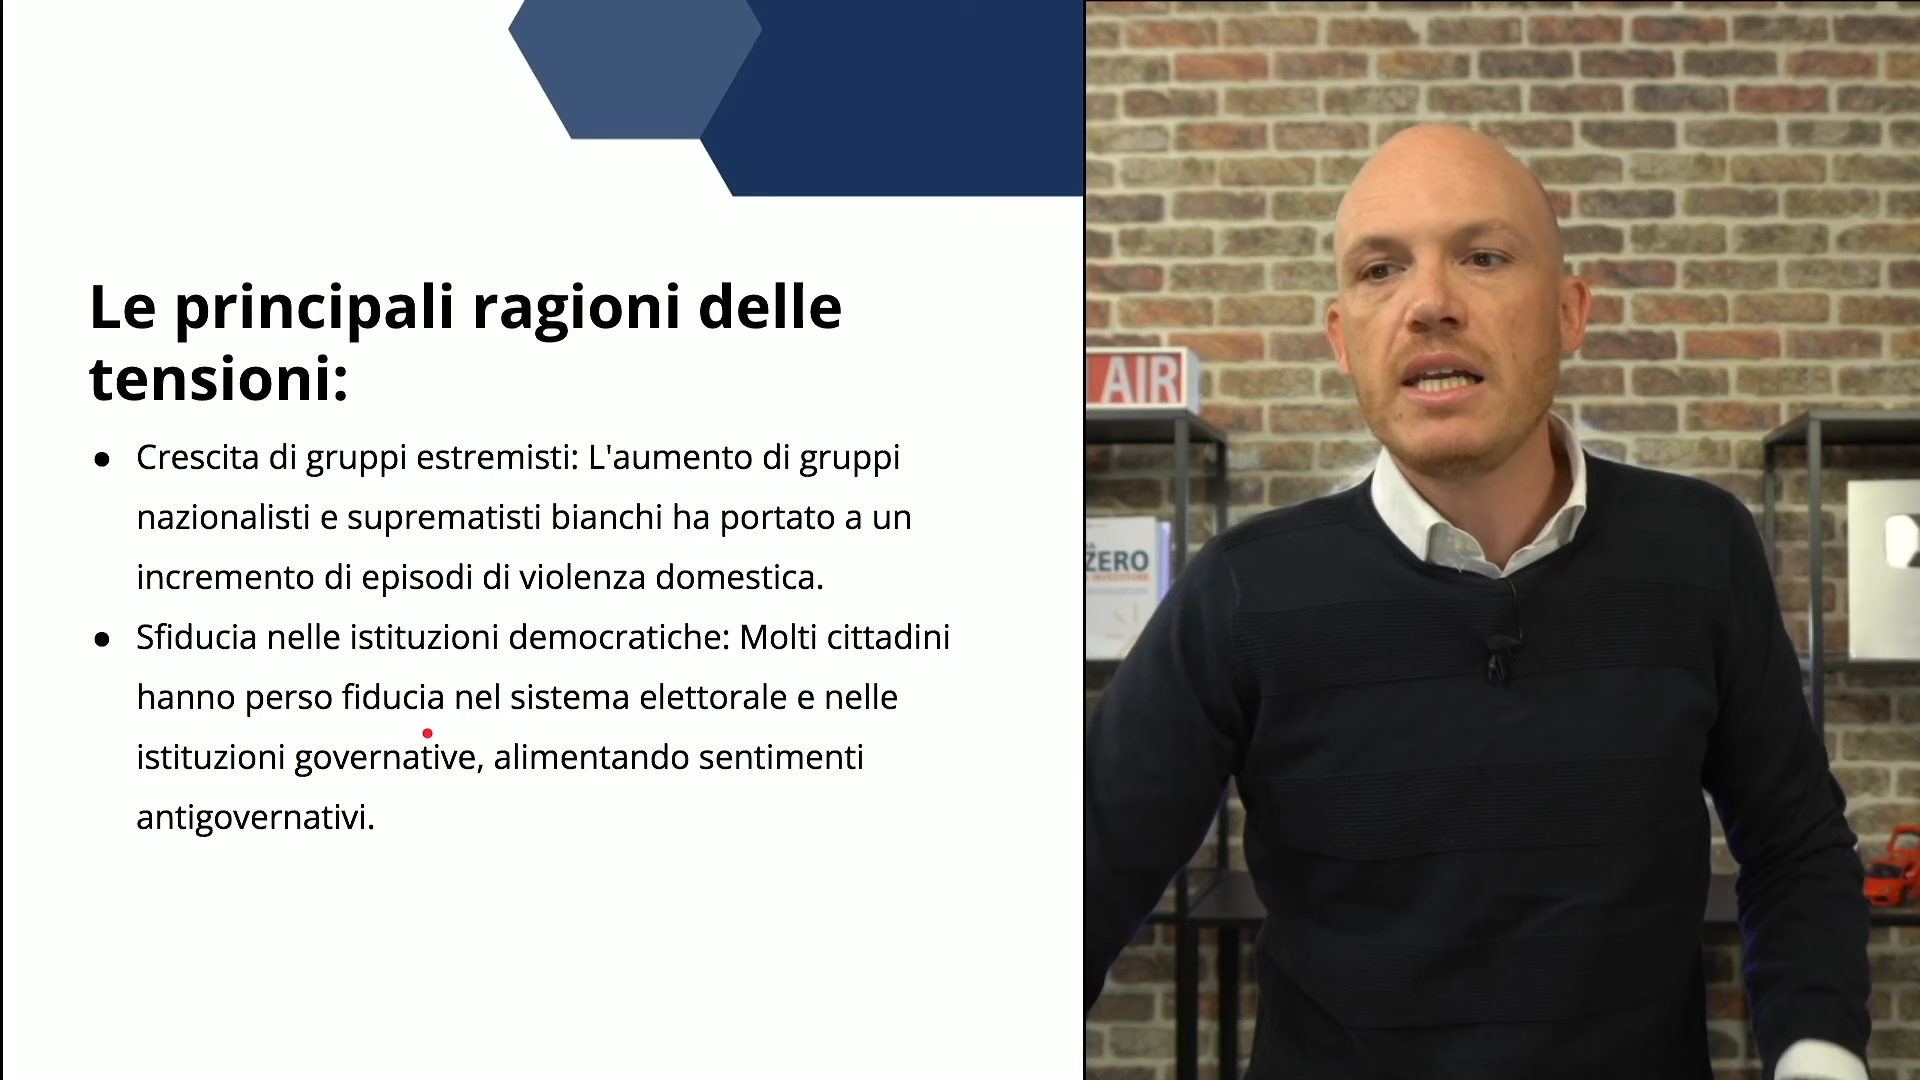 Le principali ragioni delle
tensioni:
● Crescita di gruppi estremisti: L'aumento di gruppi
nazionalisti e suprematisti bianchi ha portato a un
incremento di episodi di violenza domestica.
● Sfiducia nelle istituzioni democratiche: Molti cittadini
hanno perso fiducia nel sistema elettorale e nelle
istituzioni governative, alimentando sentimenti
antigovernativi.
AIR
ZERO
INVESTITORE